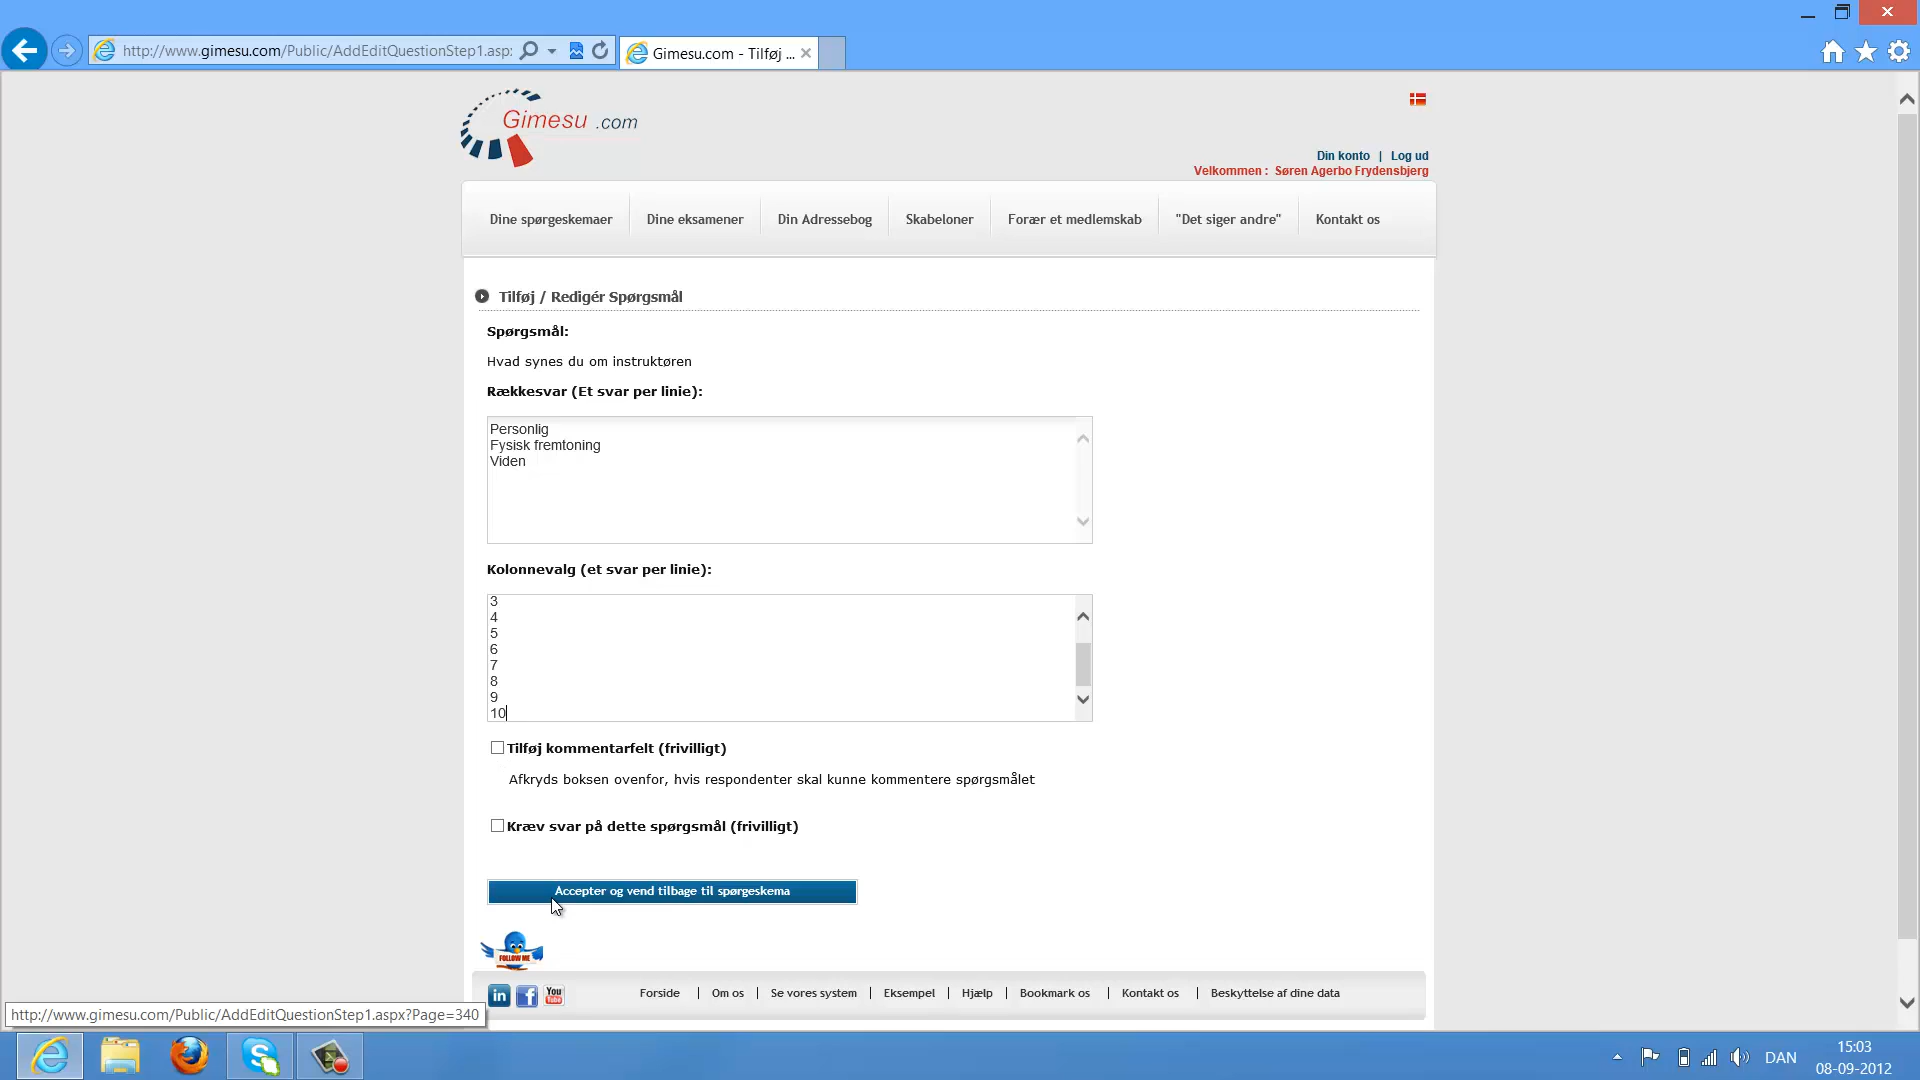 http://www.gimesu.com/Public/AddEditQuestionStep1.asp:
Gimesu.com - Tilføj ...
Gimesu .com
Din konto | Log ud
Velkommen : Søren Agerbo Frydensbjerg
Dine spørgeskemaer
Dine eksamener
Din Adressebog
Skabeloner
Foræer et medlemskab
"Det siger andre"
Kontakt os
Tilføj / Redigér Spørgsmål
Spørgsmål:
Hvad synes du om instruktøren
Rækkesvar (Et svar per linie):
Personlig
Fysisk fremtoning
Viden
Kolonnevalg (et svar per linie):
3
4
5
6
7
8
9
10
Tilføj kommentarfelt (frivilligt)
Afkryds boksen ovenfor, hvis respondenter skal kunne kommentere spørgsmålet
Kræv svar på dette spørgsmål (frivilligt)
Accepter og vend tilbage til spørgeskema
FOLLOW ME
in f You Tube
Forside | Om os | Se vores system | Eksempel | Hjælp | Bookmark os | Kontakt os | Beskyttelse af dine data
http://www.gimesu.com/Public/AddEditQuestionStep1.aspx?Page=340
DAN
15:03
08-09-2012